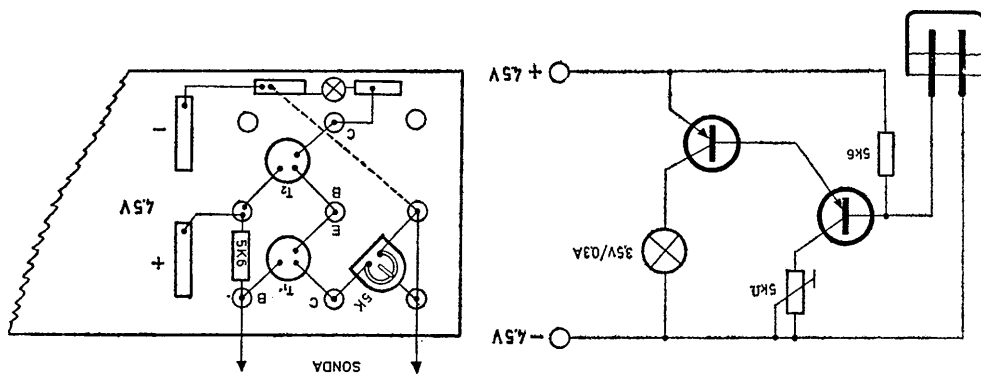 SONDA
− 4,5V
5kΩ
3,5V/0,3A
5k6
+ 4,5V
5K
C
T1
B
5K6
+
E
B
4,5V
T2
C
−